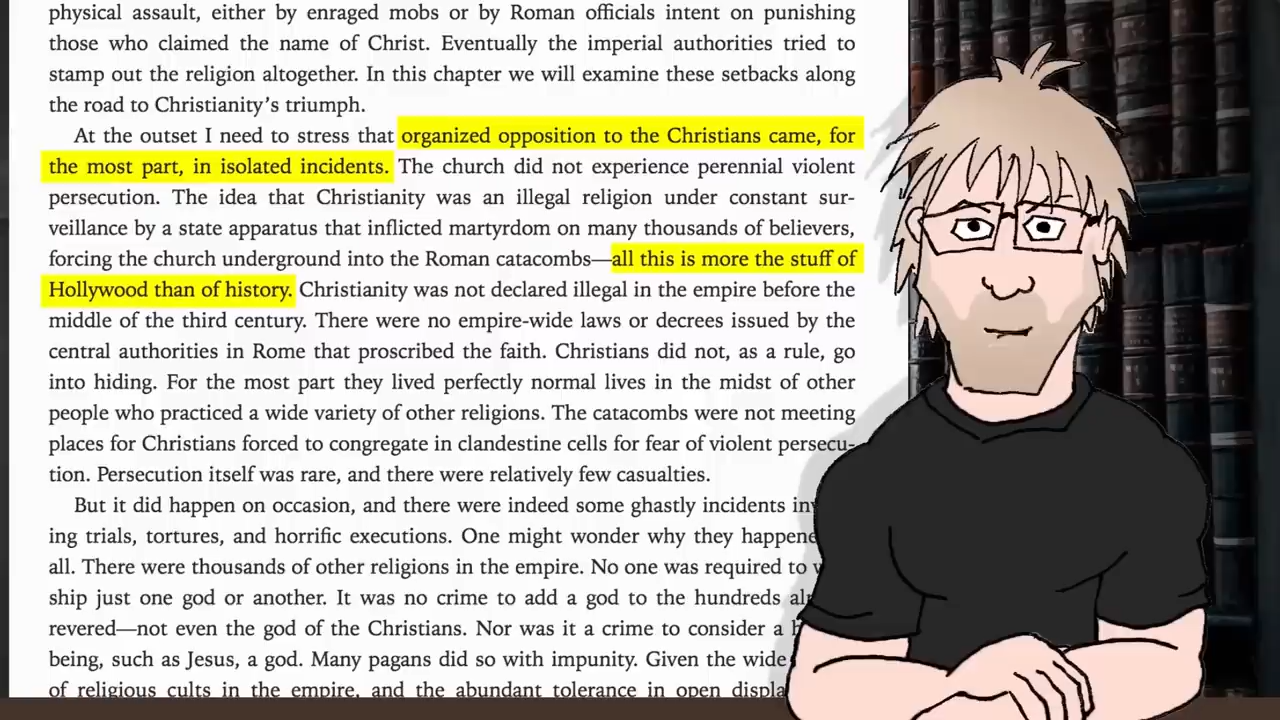 physical assault, either by enraged mobs or by Roman officials intent on punishing
those who claimed the name of Christ. Eventually the imperial authorities tried to
stamp out the religion altogether. In this chapter we will examine these setbacks along
the road to Christianity’s triumph.
At the outset I need to stress that organized opposition to the Christians came, for
the most part, in isolated incidents. The church did not experience perennial violent
persecution. The idea that Christianity was an illegal religion under constant sur-
veillance by a state apparatus that inflicted martyrdom on many thousands of believers,
forcing the church underground into the Roman catacombs—all this is more the stuff of
Hollywood than of history. Christianity was not declared illegal in the empire before the
middle of the third century. There were no empire-wide laws or decrees issued by the
central authorities in Rome that proscribed the faith. Christians did not, as a rule, go
into hiding. For the most part they lived perfectly normal lives in the midst of other
people who practiced a wide variety of other religions. The catacombs were not meeting
places for Christians forced to congregate in clandestine cells for fear of violent persecu-
tion. Persecution itself was rare, and there were relatively few casualties.
But it did happen on occasion, and there were indeed some ghastly incidents
ing trials, tortures, and horrific executions. One might wonder why they
all. There were thousands of other religions in the empire. No one was required to
ship just one god or another. It was no crime to add a god to the hundreds
revered—not even the god of the Christians. Nor was it a crime to consider a
being, such as Jesus, a god. Many pagans did so with impunity. Given the wide
of religious cults in the empire, and the abundant tolerance in open